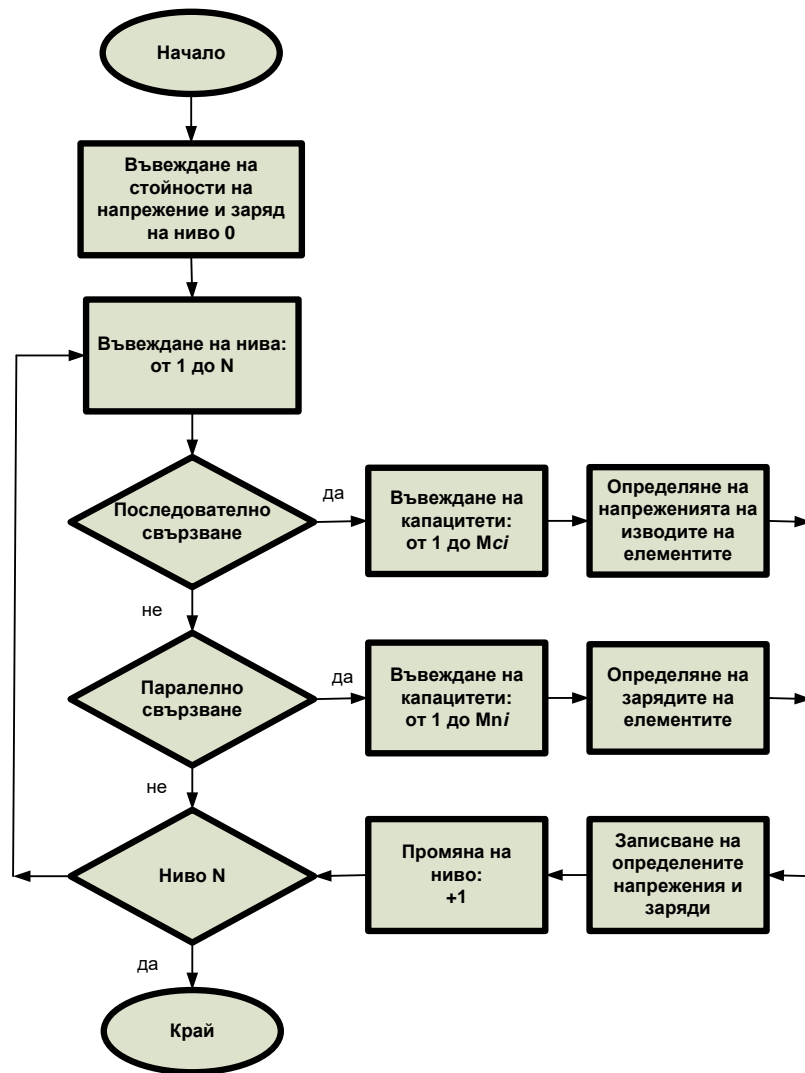 Начало
Въвеждане на
стойности на
напрежение и заряд
на ниво 0
Въвеждане на нива:
от 1 до N
Последователно
свързване
да
Въвеждане на
капацитети:
от 1 до Mci
Определяне на
напреженията на
изводите на
елементите
не
Паралелно
свързване
да
Въвеждане на
капацитети:
от 1 до Mni
Определяне на
зарядите на
елементите
не
Ниво N
Промяна на
ниво:
+1
Записване на
определените
напрежения и
заряди
да
Край